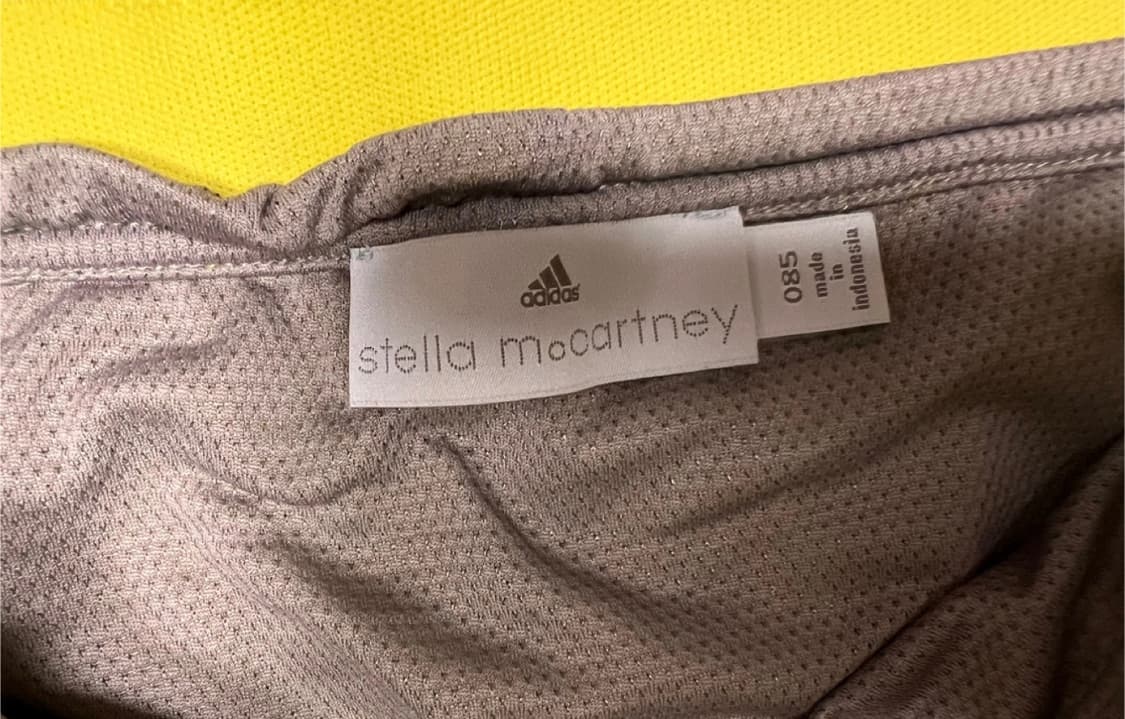 adidas
stella mccartney
085
made
in
indonesia